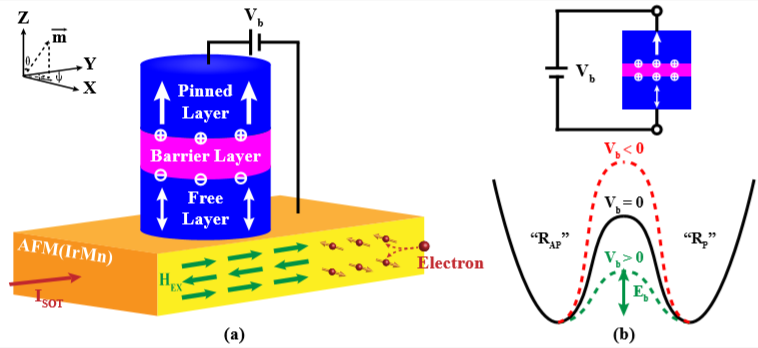 Z
m
θ
Y
ψ
X
V_b
Pinned
Layer
Barrier Layer
Free
Layer
AFM(IrMn)
H_EX
I_SOT
Electron
(a)
V_b
V_b < 0
V_b = 0
"R_AP"
"R_P"
V_b > 0
E_b
(b)